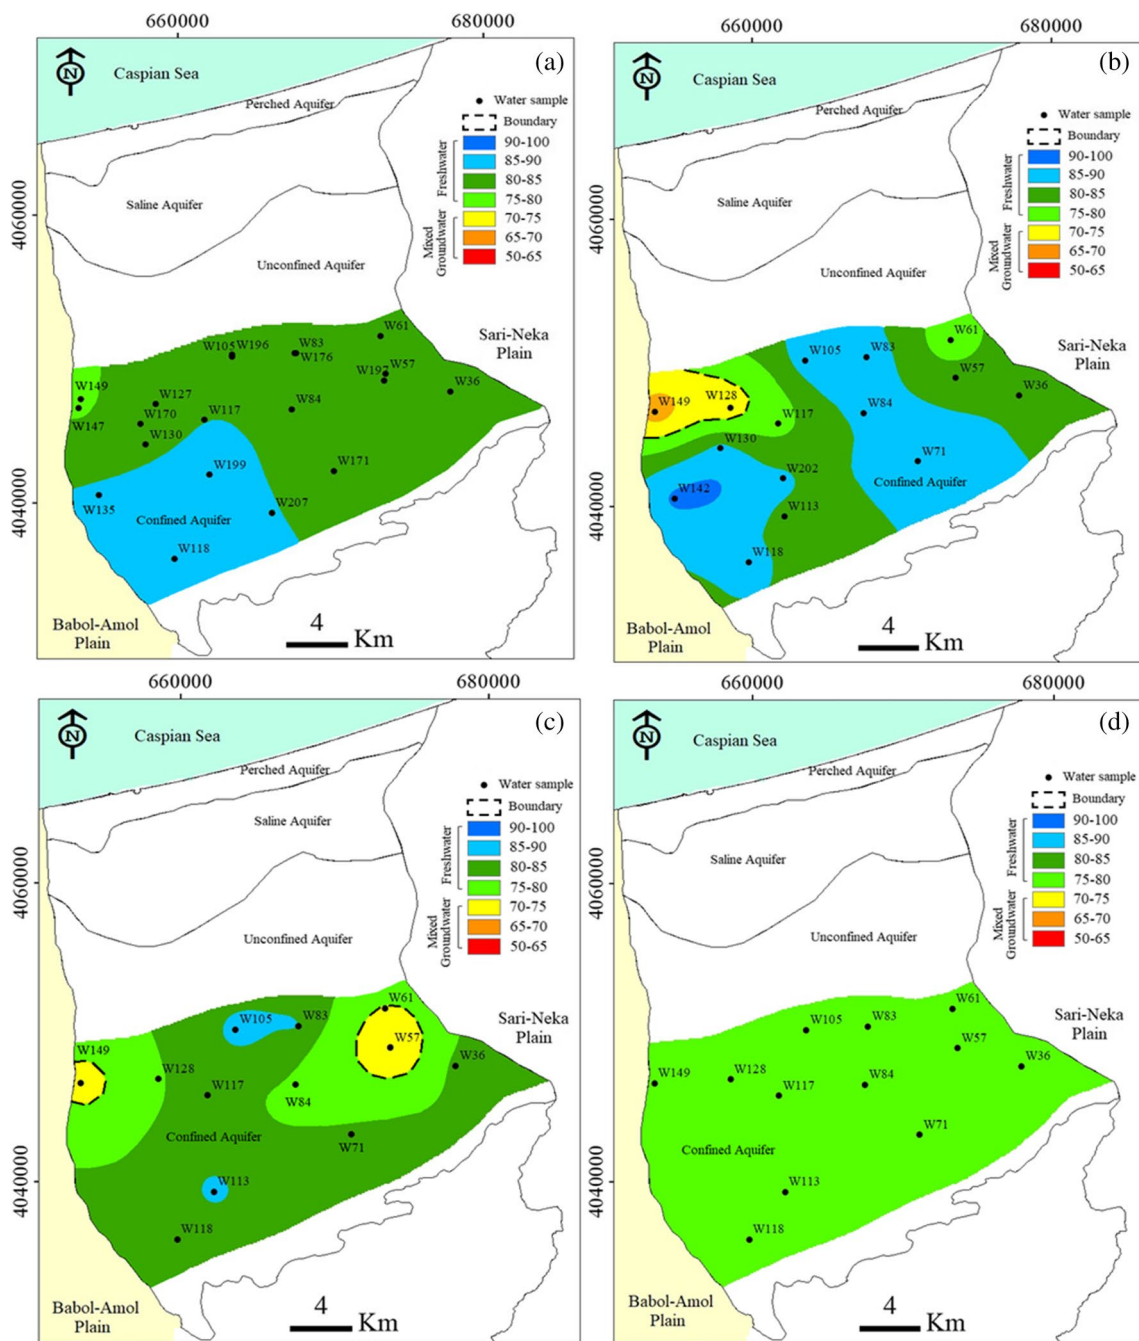 660000
680000
(a)
N
Caspian Sea
Perched Aquifer
Water sample
Boundary
Freshwater
90-100
85-90
80-85
75-80
Mixed
Groundwater
70-75
65-70
50-65
Saline Aquifer
4060000
Unconfined Aquifer
Sari-Neka
Plain
W61
W105
W196
W83
W176
W57
W197
W36
W149
W147
W127
W170
W117
W84
W130
W199
W171
W135
W207
Confined Aquifer
4040000
W118
Babol-Amol
Plain
4
Km
660000
680000
(b)
N
Caspian Sea
Perched Aquifer
Water sample
Boundary
Freshwater
90-100
85-90
80-85
75-80
Mixed
Groundwater
70-75
65-70
50-65
Saline Aquifer
4060000
Unconfined Aquifer
Sari-Neka
Plain
W61
W105
W83
W57
W36
W149
W128
W117
W84
W130
W71
W202
Confined Aquifer
W142
W113
4040000
W118
Babol-Amol
Plain
4
Km
660000
680000
(c)
N
Caspian Sea
Perched Aquifer
Water sample
Boundary
Freshwater
90-100
85-90
80-85
75-80
Mixed
Groundwater
70-75
65-70
50-65
Saline Aquifer
4060000
Unconfined Aquifer
Sari-Neka
Plain
W61
W105
W83
W57
W149
W128
W36
W117
W84
Confined Aquifer
W71
W113
4040000
W118
Babol-Amol
Plain
4
Km
660000
680000
(d)
N
Caspian Sea
Perched Aquifer
Water sample
Boundary
Freshwater
90-100
85-90
80-85
75-80
Mixed
Groundwater
70-75
65-70
50-65
Saline Aquifer
4060000
Unconfined Aquifer
Sari-Neka
Plain
W61
W105
W83
W57
W36
W149
W128
W117
W84
W71
Confined Aquifer
W113
4040000
W118
Babol-Amol
Plain
4
Km